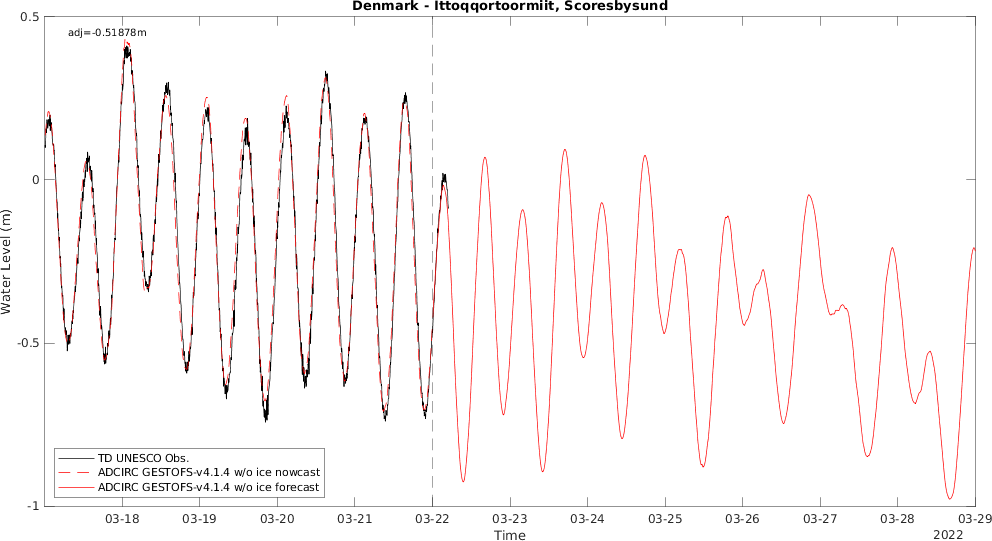 Denmark - Ittoqqortoormiit, Scoresbysund
adj=-0.51878m
0.5
0
-0.5
-1
Water Level (m)
TD UNESCO Obs.
ADCIRC GESTOFS-v4.1.4 w/o ice nowcast
ADCIRC GESTOFS-v4.1.4 w/o ice forecast
03-18
03-19
03-20
03-21
03-22
03-23
03-24
03-25
03-26
03-27
03-28
03-29
Time
2022